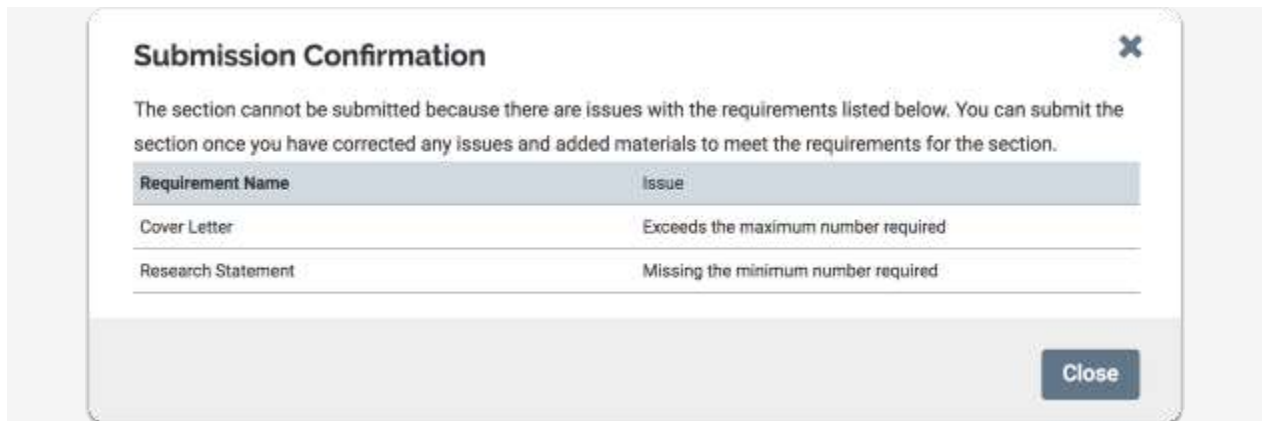 Submission Confirmation
The section cannot be submitted because there are issues with the requirements listed below. You can submit the
section once you have corrected any issues and added materials to meet the requirements for the section.
Requirement Name Issue
Cover Letter Exceeds the maximum number required
Research Statement Missing the minimum number required
Close